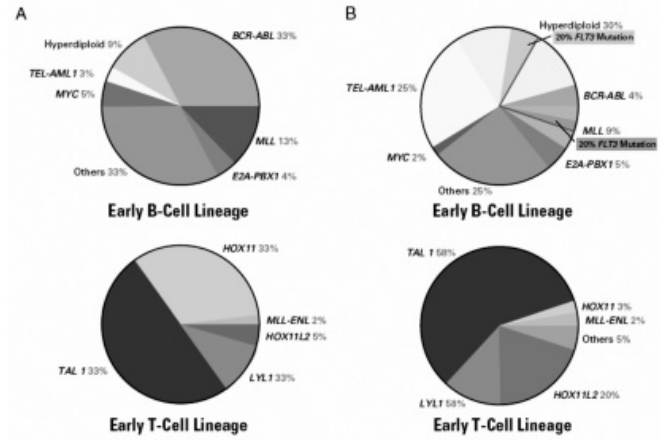 A
BCR-ABL 33%
Hyperdiploid 9%
TEL-AML1 3%
MYC 5%
MLL 13%
Others 33%
E2A-PBX1 4%
Early B-Cell Lineage
B
Hyperdiploid 30%
20% FLT3 Mutation
TEL-AML1 25%
BCR-ABL 4%
MLL 9%
20% FLT3 Mutation
MYC 2%
E2A-PBX1 5%
Others 25%
Early B-Cell Lineage
HOX11 33%
MLL-ENL 2%
HOX11L2 5%
TAL 1 33%
LYL1 33%
Early T-Cell Lineage
TAL 1 58%
HOX11 3%
MLL-ENL 2%
Others 5%
HOX11L2 20%
LYL1 58%
Early T-Cell Lineage